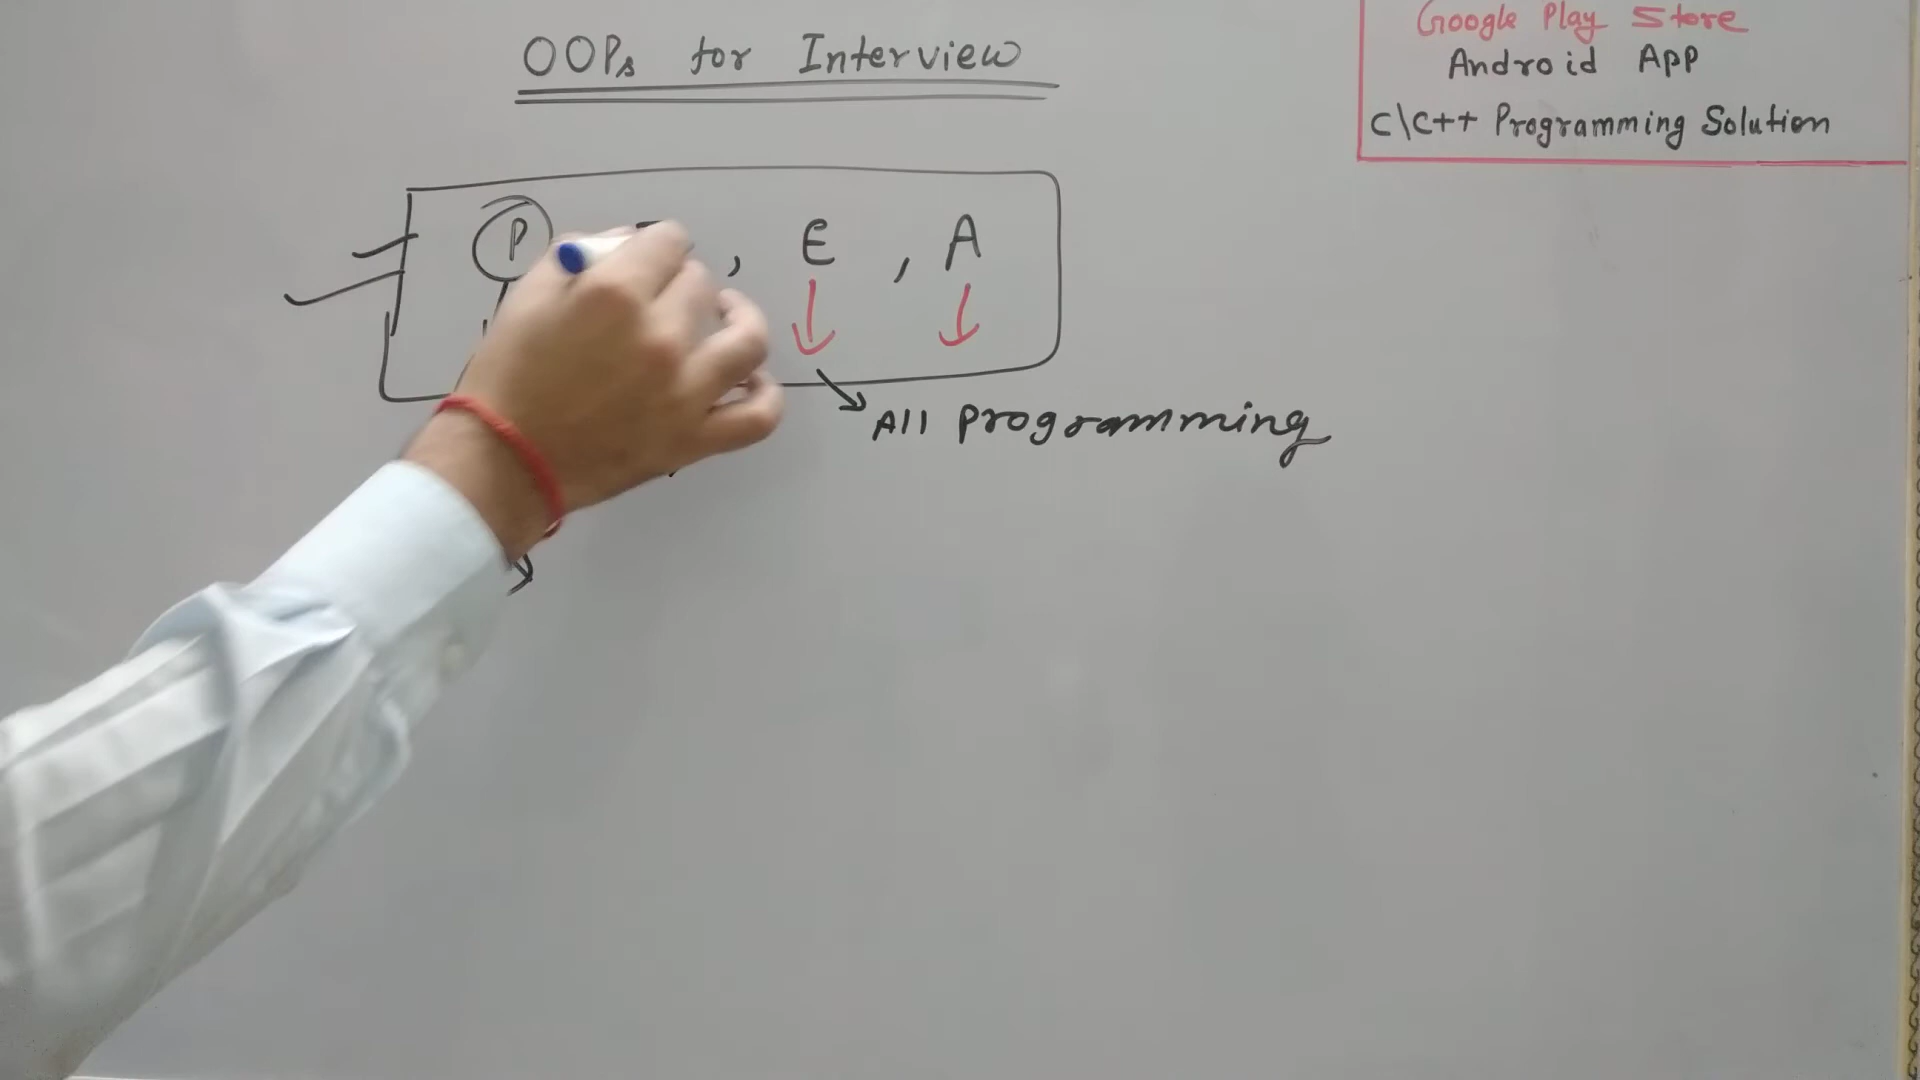 OOPs for Interview
Google Play Store
Android App
C\C++ Programming Solution
P , E , A
All Programming